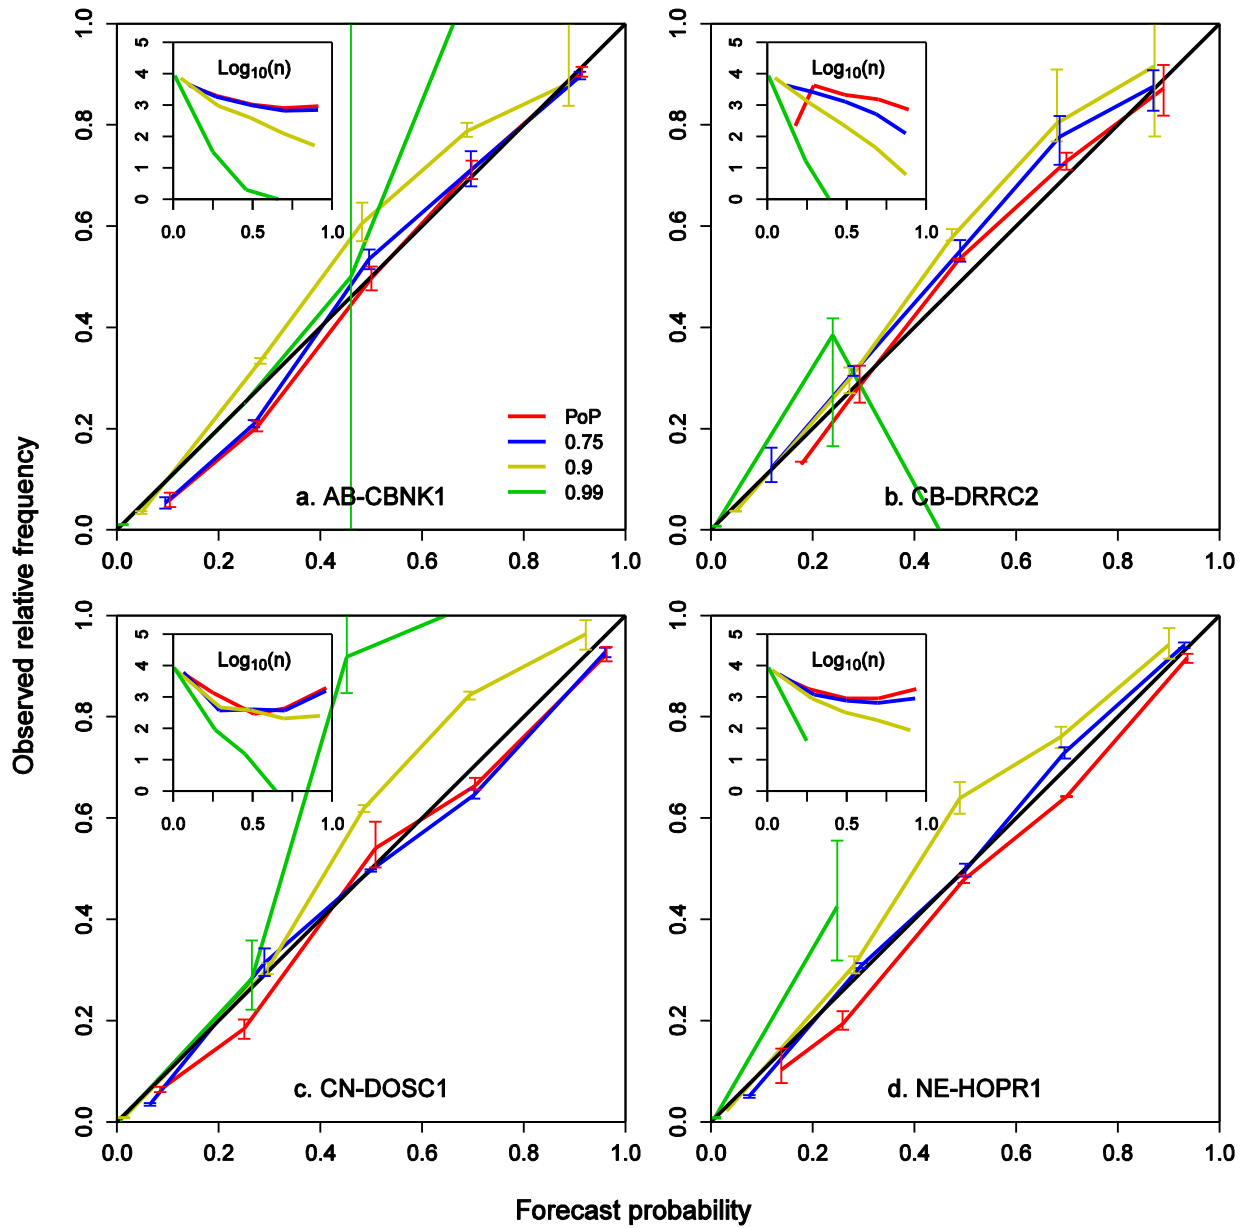 Observed relative frequency
1.0
0.8
0.6
0.4
0.2
0.0
5
4
3
2
1
0
Log10(n)
0.0 0.5 1.0
PoP
0.75
0.9
0.99
a. AB-CBNK1
0.0 0.2 0.4 0.6 0.8 1.0
1.0
0.8
0.6
0.4
0.2
0.0
5
4
3
2
1
0
Log10(n)
0.0 0.5 1.0
b. CB-DRRC2
0.0 0.2 0.4 0.6 0.8 1.0
1.0
0.8
0.6
0.4
0.2
0.0
5
4
3
2
1
0
Log10(n)
0.0 0.5 1.0
c. CN-DOSC1
0.0 0.2 0.4 0.6 0.8 1.0
1.0
0.8
0.6
0.4
0.2
0.0
5
4
3
2
1
0
Log10(n)
0.0 0.5 1.0
d. NE-HOPR1
0.0 0.2 0.4 0.6 0.8 1.0
Forecast probability